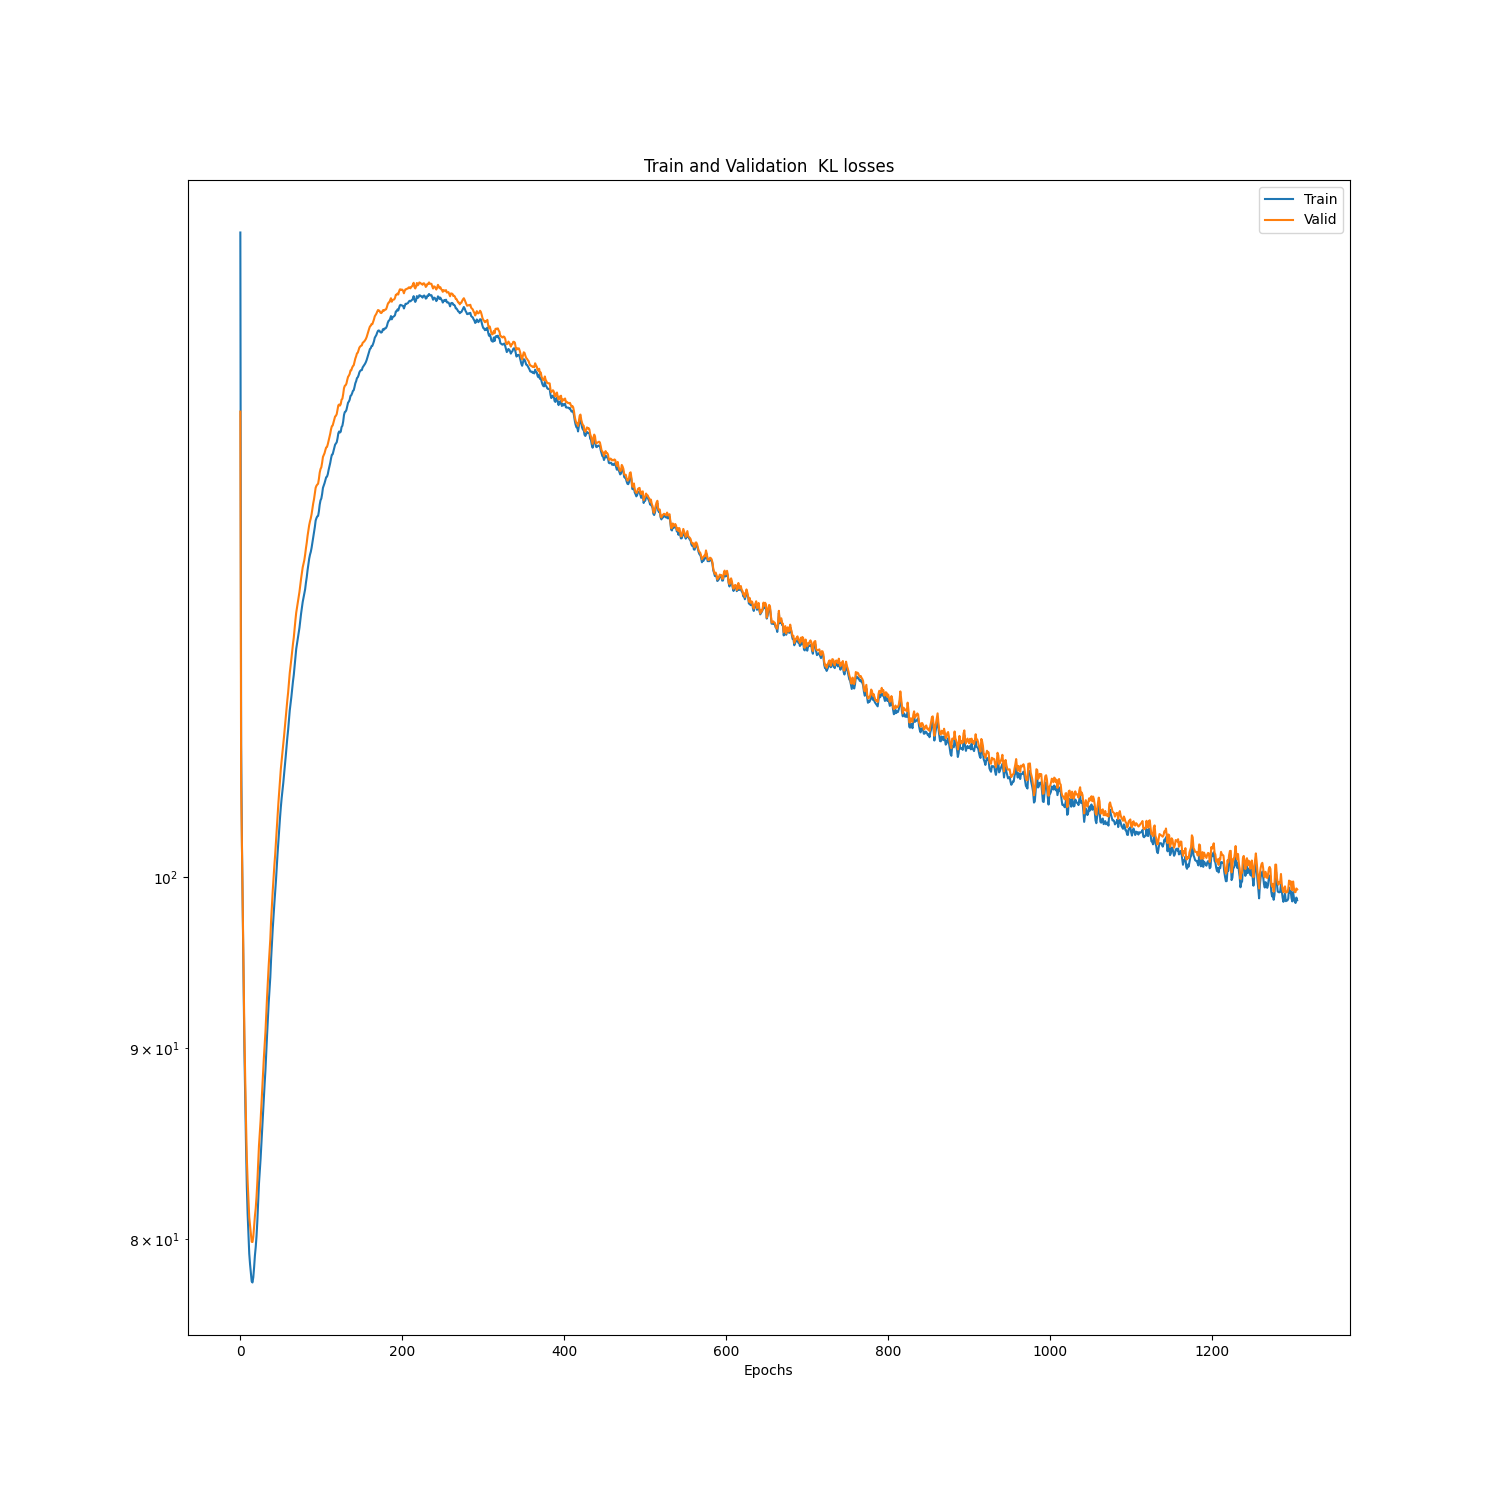 Train and Validation  KL losses
Train
Valid
10²
9 × 10¹
8 × 10¹
0 200 400 600 800 1000 1200
Epochs